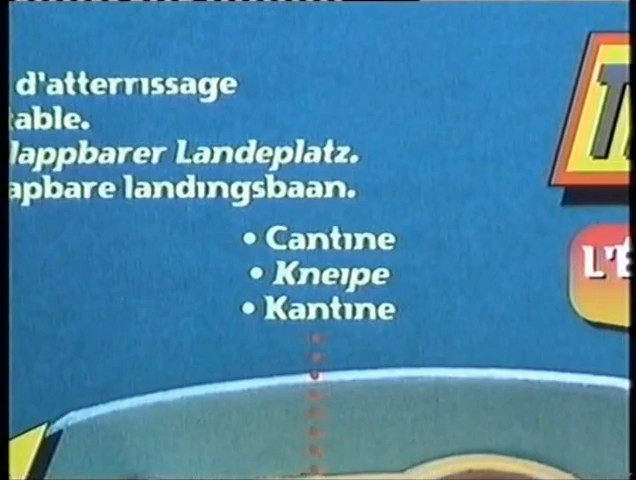 d'atterrissage
able.
lappbarer Landeplatz.
apbare landingsbaan.
• Cantine
• Kneipe
• Kantine
L'É